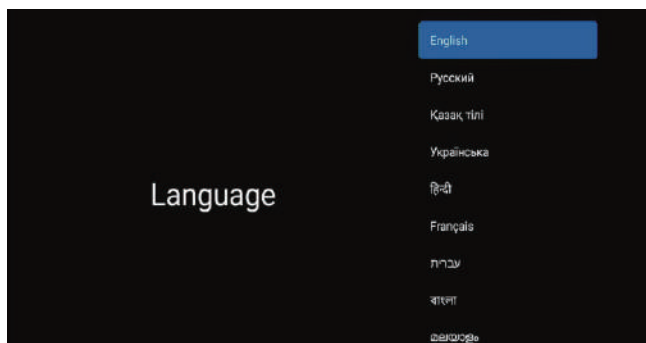 Language
English
Русский
Қазақ тілі
Українська
हिन्दी
Français
עברית
বাংলা
മലയാളം